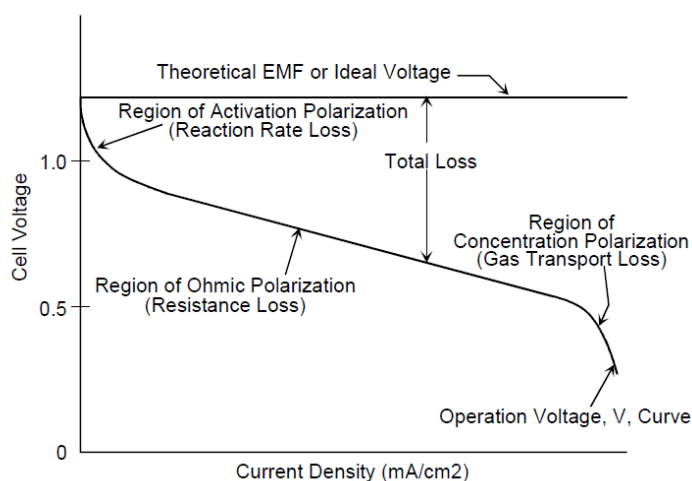 Theoretical EMF or Ideal Voltage
Region of Activation Polarization
(Reaction Rate Loss)
1.0
Total Loss
Cell Voltage
Region of
Concentration Polarization
(Gas Transport Loss)
Region of Ohmic Polarization
(Resistance Loss)
0.5
Operation Voltage, V, Curve
0
Current Density (mA/cm2)